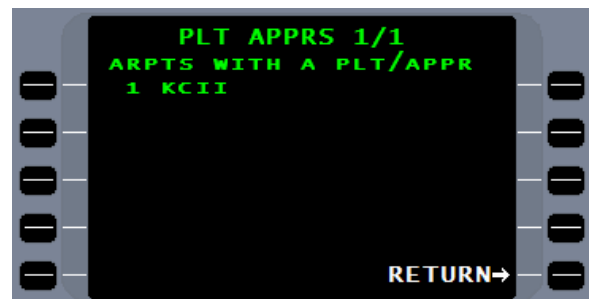 PLT APPRS 1/1
ARPTS WITH A PLT/APPR
1 KCII
RETURN→